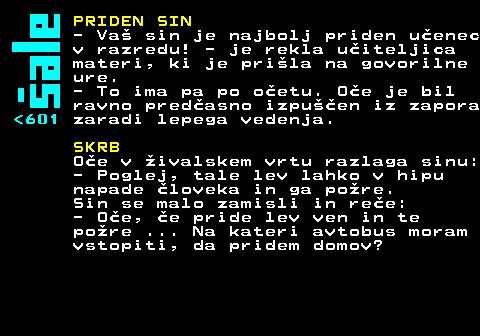 šale
<601
PRIDEN SIN
- Vaš sin je najbolj priden učenec
v razredu! - je rekla učiteljica
materi, ki je prišla na govorilne
ure.
- To ima pa po očetu. Oče je bil
ravno predčasno izpuščen iz zapora
zaradi lepega vedenja.
SKRB
Oče v živalskem vrtu razlaga sinu:
- Poglej, tale lev lahko v hipu
napade človeka in ga požre.
Sin se malo zamisli in reče:
- Oče, če pride lev ven in te
požre ... Na kateri avtobus moram
vstopiti, da pridem domov?